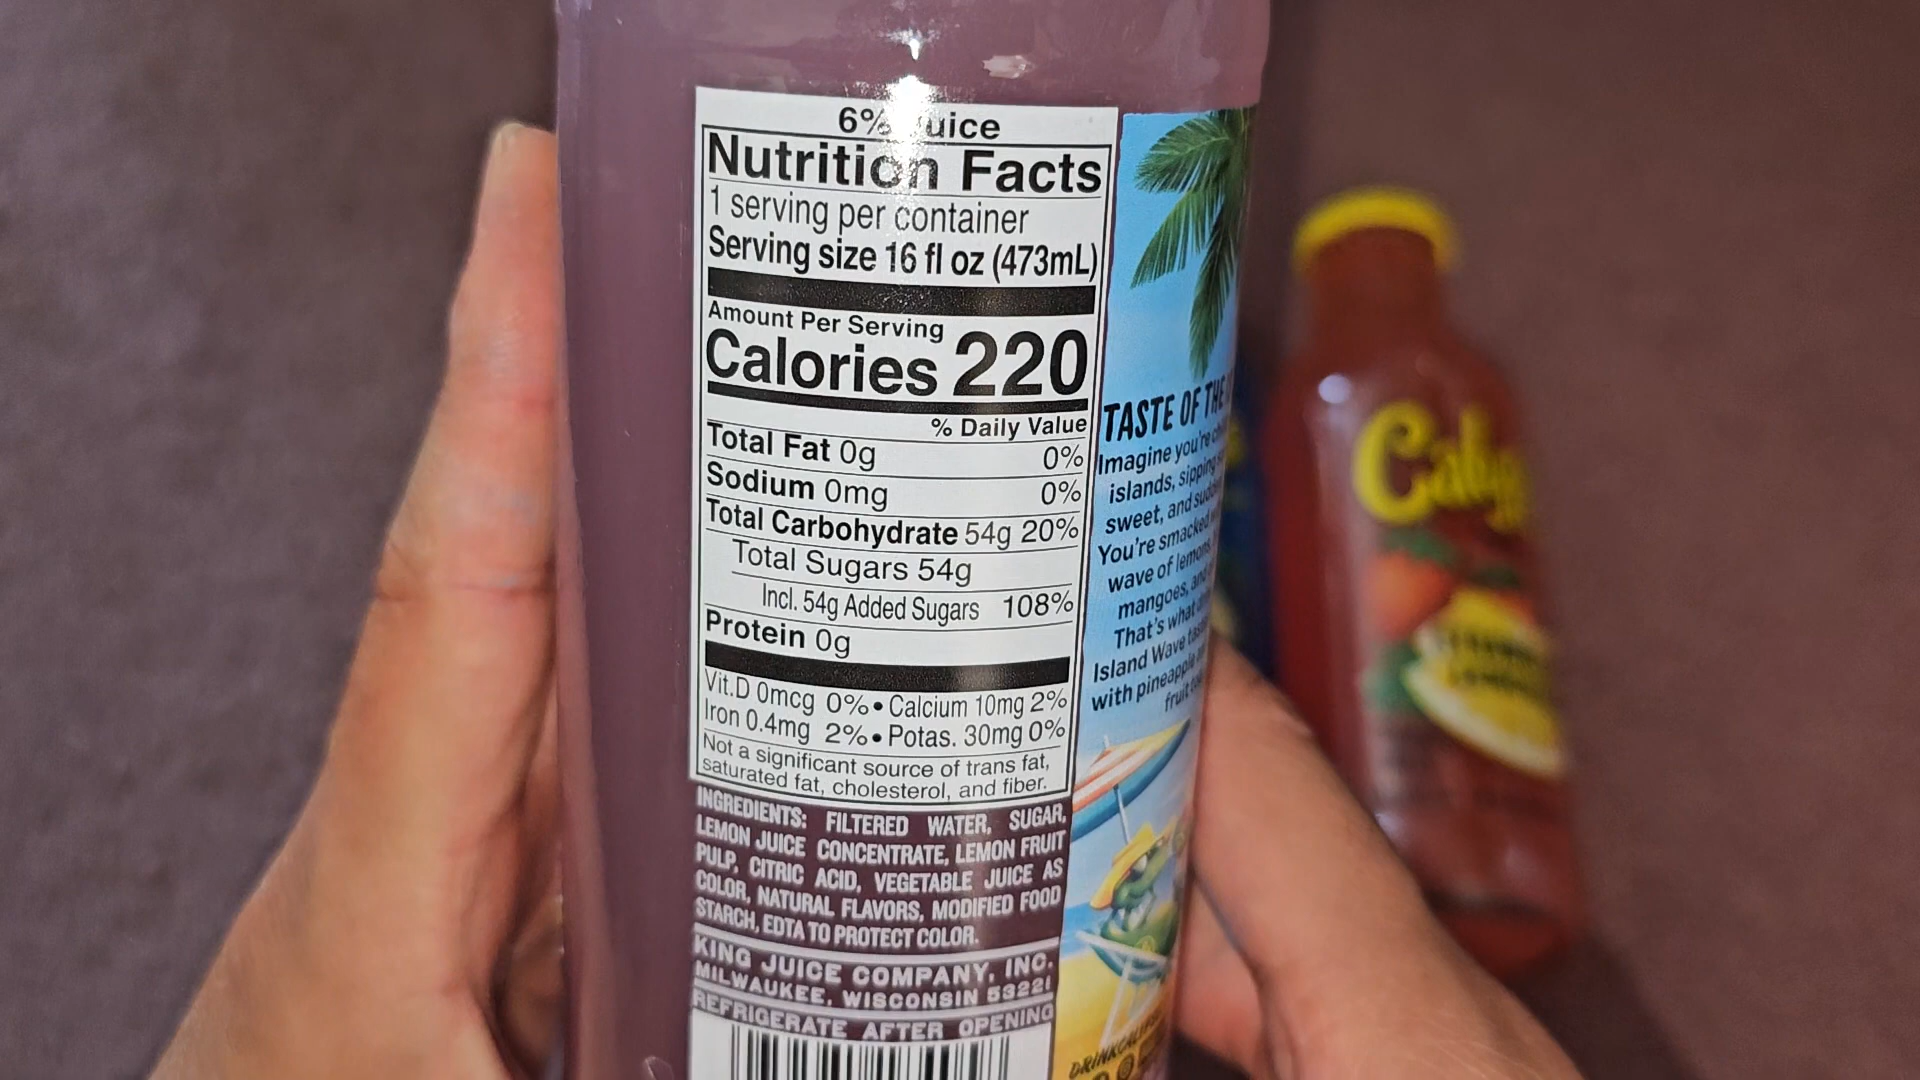 6% Juice
Nutrition Facts
1 serving per container
Serving size 16 fl oz (473mL)
Amount Per Serving
Calories 220
% Daily Value
Total Fat 0g 0%
Sodium 0mg 0%
Total Carbohydrate 54g 20%
Total Sugars 54g
Incl. 54g Added Sugars 108%
Protein 0g
Vit.D 0mcg 0% • Calcium 10mg 2%
Iron 0.4mg 2% • Potas. 30mg 0%
Not a significant source of trans fat,
saturated fat, cholesterol, and fiber.
INGREDIENTS: FILTERED WATER, SUGAR,
LEMON JUICE CONCENTRATE, LEMON FRUIT
PULP, CITRIC ACID, VEGETABLE JUICE AS
COLOR, NATURAL FLAVORS, MODIFIED FOOD
STARCH, EDTA TO PROTECT COLOR.
KING JUICE COMPANY, INC.
MILWAUKEE, WISCONSIN 53221
REFRIGERATE AFTER OPENING
TASTE OF THE
Imagine you're
islands, sipping
sweet, and
You're smacked
wave of lemons,
mangoes, and
That's what
Island Wave
with pineapple
fruit